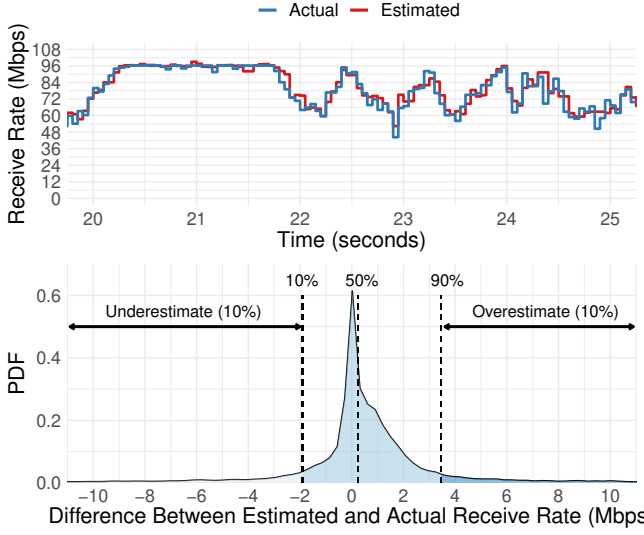 Actual Estimated
Receive Rate (Mbps)
108
96
84
72
60
48
36
24
12
0
20 21 22 23 24 25
Time (seconds)
10% 50% 90%
Underestimate (10%) Overestimate (10%)
PDF
0.6
0.4
0.2
0.0
−10 −8 −6 −4 −2 0 2 4 6 8 10
Difference Between Estimated and Actual Receive Rate (Mbps